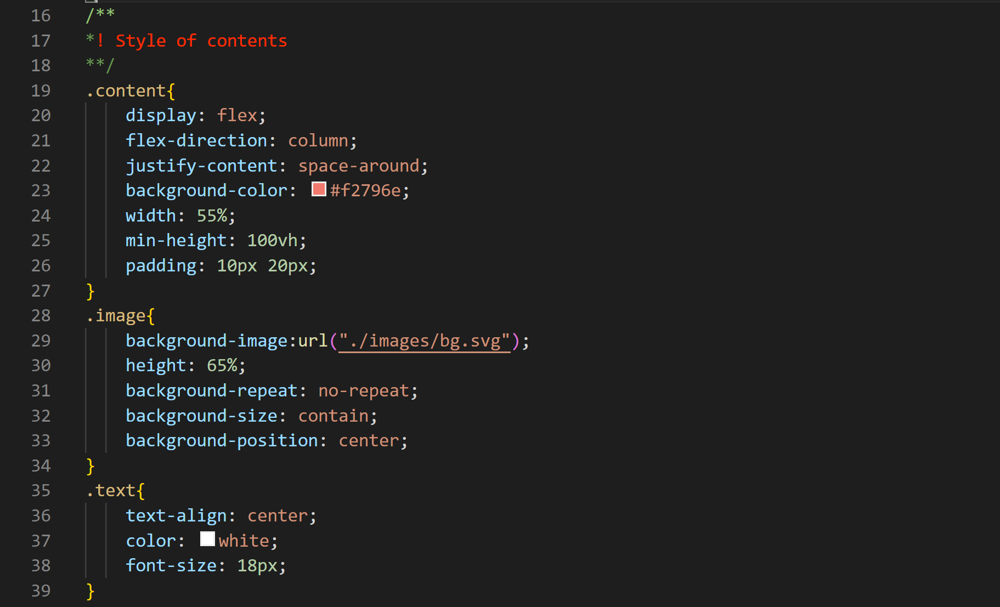 16 /**
17 *! Style of contents
18 **/
19 .content{
20 display: flex;
21 flex-direction: column;
22 justify-content: space-around;
23 background-color: #f2796e;
24 width: 55%;
25 min-height: 100vh;
26 padding: 10px 20px;
27 }
28 .image{
29 background-image:url("./images/bg.svg");
30 height: 65%;
31 background-repeat: no-repeat;
32 background-size: contain;
33 background-position: center;
34 }
35 .text{
36 text-align: center;
37 color: white;
38 font-size: 18px;
39 }